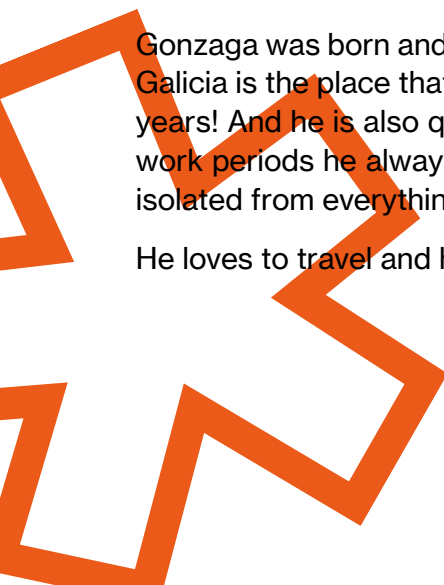 Gonzaga was born and
Galicia is the place that
years! And he is also q
work periods he alway
isolated from everythin
He loves to travel and h